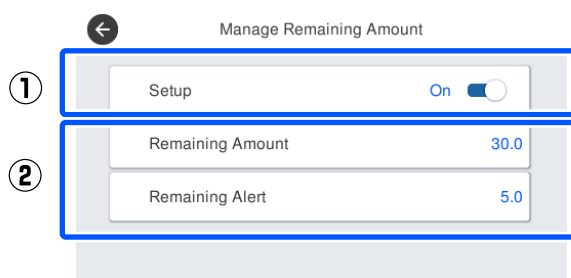 Manage Remaining Amount
①
Setup On
②
Remaining Amount 30.0
Remaining Alert 5.0